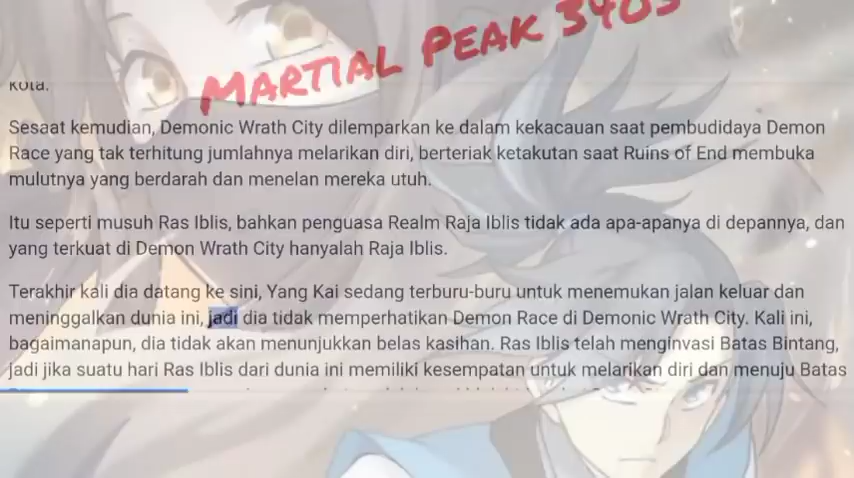 MARTIAL PEAK 3403
kota.
Sesaat kemudian, Demonic Wrath City dilemparkan ke dalam kekacauan saat pembudidaya Demon
Race yang tak terhitung jumlahnya melarikan diri, berteriak ketakutan saat Ruins of End membuka
mulutnya yang berdarah dan menelan mereka utuh.
Itu seperti musuh Ras Iblis, bahkan penguasa Realm Raja Iblis tidak ada apa-apanya di depannya, dan
yang terkuat di Demon Wrath City hanyalah Raja Iblis.
Terakhir kali dia datang ke sini, Yang Kai sedang terburu-buru untuk menemukan jalan keluar dan
meninggalkan dunia ini, jadi dia tidak memperhatikan Demon Race di Demonic Wrath City. Kali ini,
bagaimanapun, dia tidak akan menunjukkan belas kasihan. Ras Iblis telah menginvasi Batas Bintang,
jadi jika suatu hari Ras Iblis dari dunia ini memiliki kesempatan untuk melarikan diri dan menuju Batas